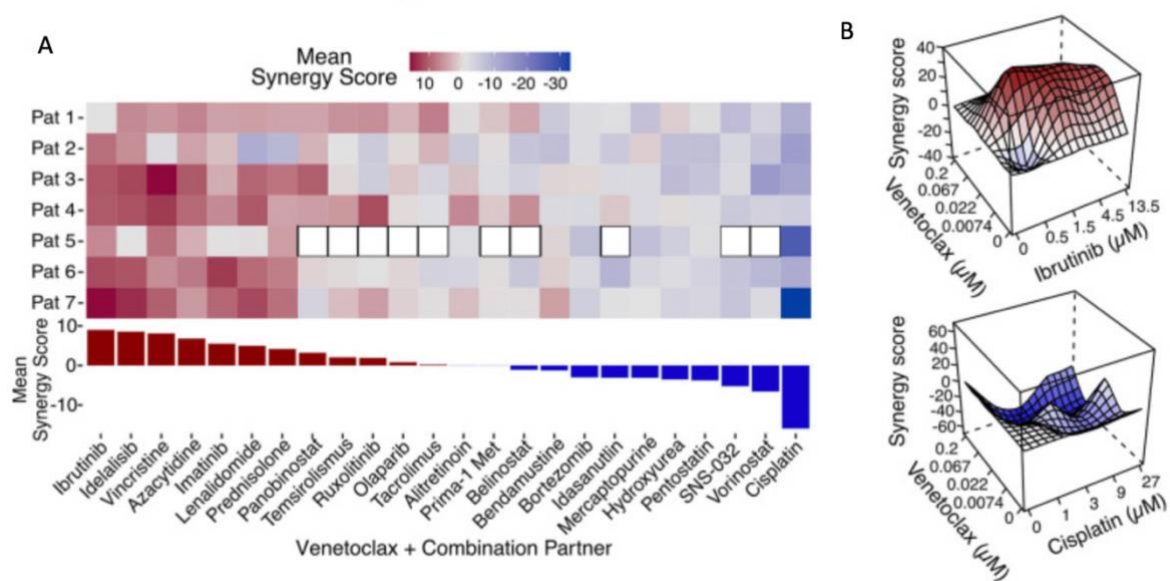 A
Mean
Synergy Score
10 0 -10 -20 -30
Pat 1
Pat 2
Pat 3
Pat 4
Pat 5
Pat 6
Pat 7
Mean
Synergy Score
10
0
-10
Ibrutinib
Idelalisib
Vincristine
Azacytidine
Imatinib
Lenalidomide
Prednisolone
Panobinostaf
Temsirolismus
Ruxolitinib
Olaparib
Tacrolimus
Alitretinoin
Prima-1 Met
Belinostat
Bendamustine
Bortezomib
Idasanutlin
Mercaptopurine
Hydroxyurea
Pentostatin
SNS-032
Vorinostat
Cisplatin
Venetoclax + Combination Partner
B
Synergy score
40
20
0
-20
-40
0.2
0.067
0.022
0.0074
0
Venetoclax (µM)
0
0.5
1.5
4.5
13.5
Ibrutinib (µM)
Synergy score
60
40
20
0
-20
-40
-60
0.2
0.067
0.022
0.0074
0
Venetoclax (µM)
0
1
3
9
27
Cisplatin (µM)